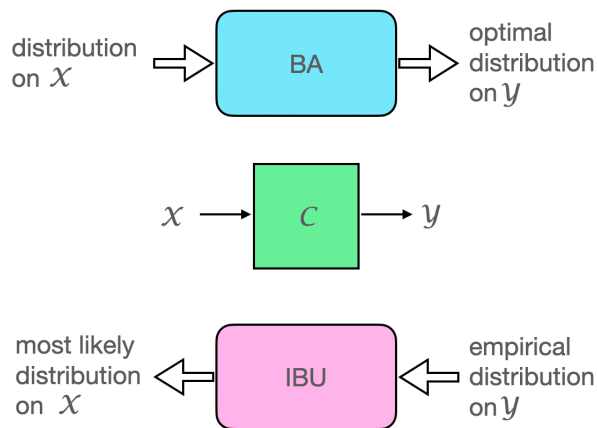 distribution
on 𝒳
BA
optimal
distribution
on 𝒴
𝒳
C
𝒴
most likely
distribution
on 𝒳
IBU
empirical
distribution
on 𝒴